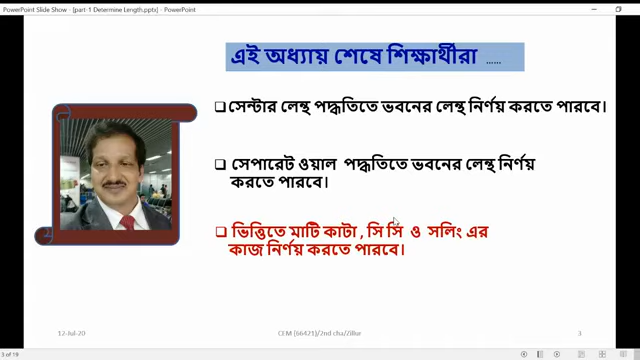 PowerPoint Slide Show - [part-1 Determine Length.pptx] - PowerPoint
এই অধ্যায় শেষে শিক্ষার্থীরা ......
সেন্টার লেন্থ পদ্ধতিতে ভবনের লেন্থ নির্ণয় করতে পারবে।
সেপারেট ওয়াল পদ্ধতিতে ভবনের লেন্থ নির্ণয়
করতে পারবে।
ভিত্তিতে মাটি কাটা , সি সি ও সলিং এর
কাজ নির্ণয় করতে পারবে।
12-Jul-20 CEM (66421)/2nd cha/Zillur 3
3 of 19